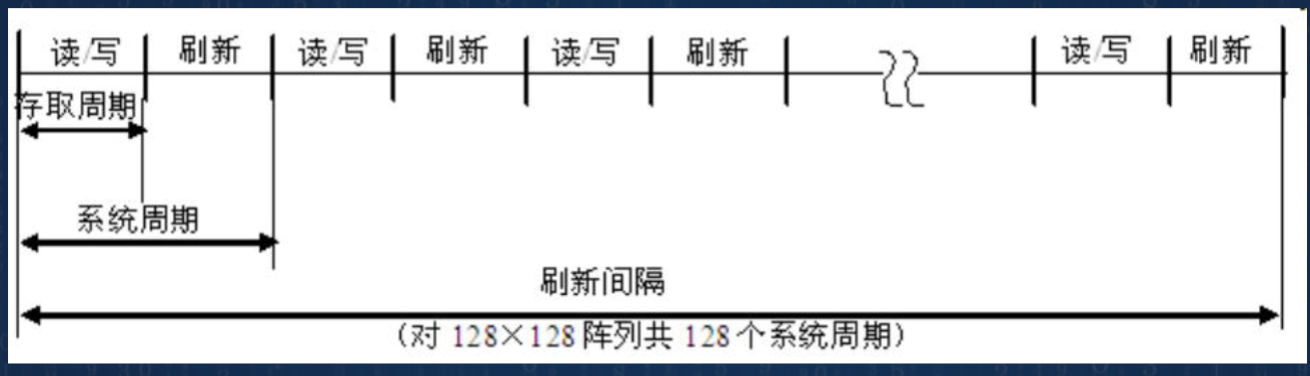 读/写 刷新 读/写 刷新 读/写 刷新 读/写 刷新
存取周期
系统周期
刷新间隔
(对 128×128 阵列共 128 个系统周期)